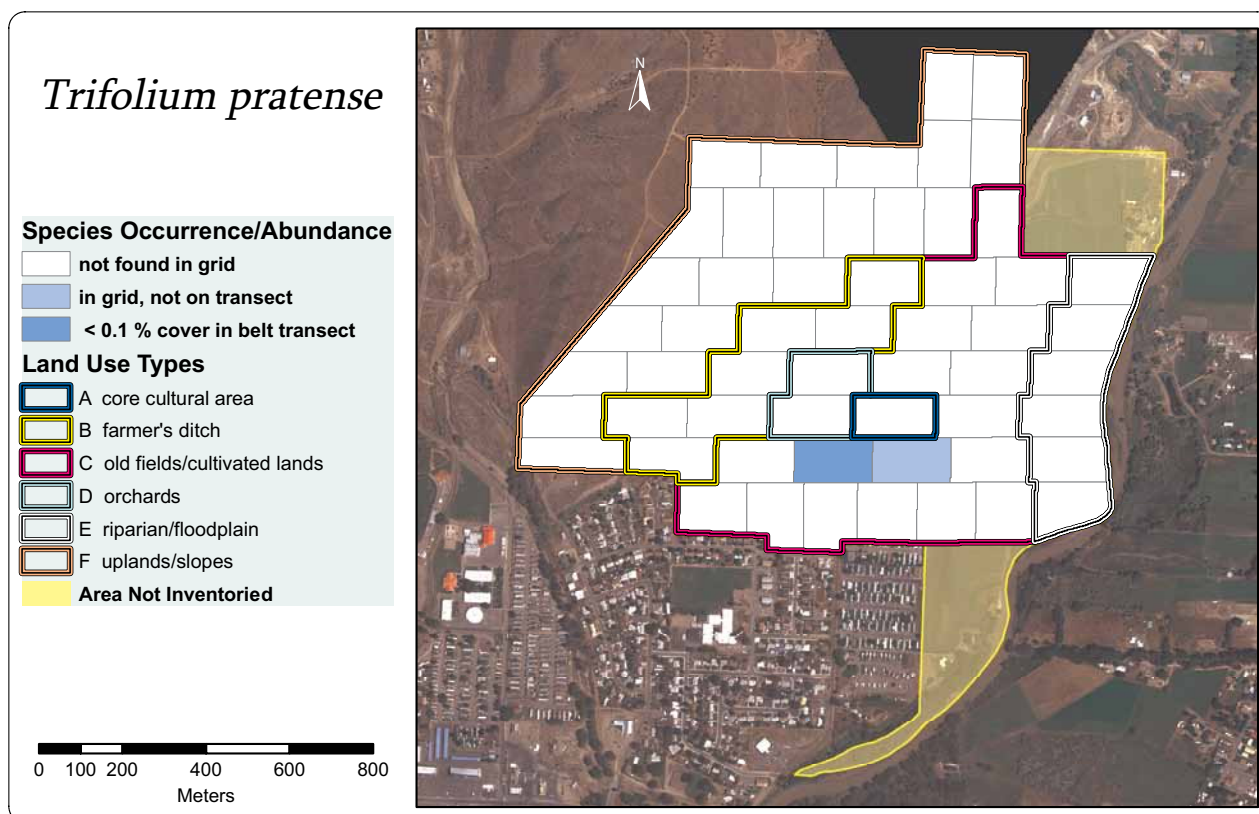 Trifolium pratense
N
Species Occurrence/Abundance
not found in grid
in grid, not on transect
< 0.1 % cover in belt transect
Land Use Types
A core cultural area
B farmer's ditch
C old fields/cultivated lands
D orchards
E riparian/floodplain
F uplands/slopes
Area Not Inventoried
0 100 200 400 600 800
Meters